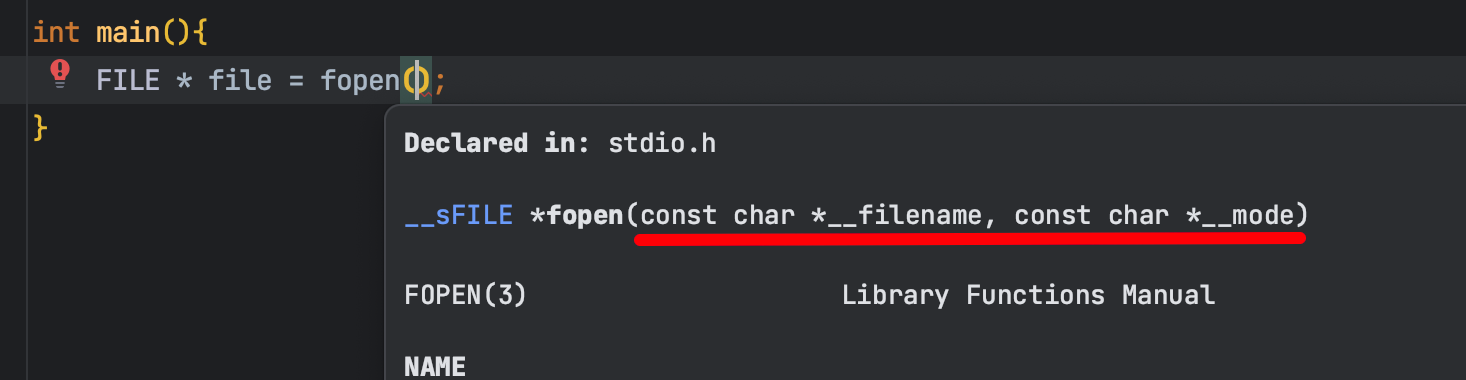 int main(){
FILE * file = fopen();
}
Declared in: stdio.h
__sFILE *fopen(const char *__filename, const char *__mode)
FOPEN(3) Library Functions Manual
NAME